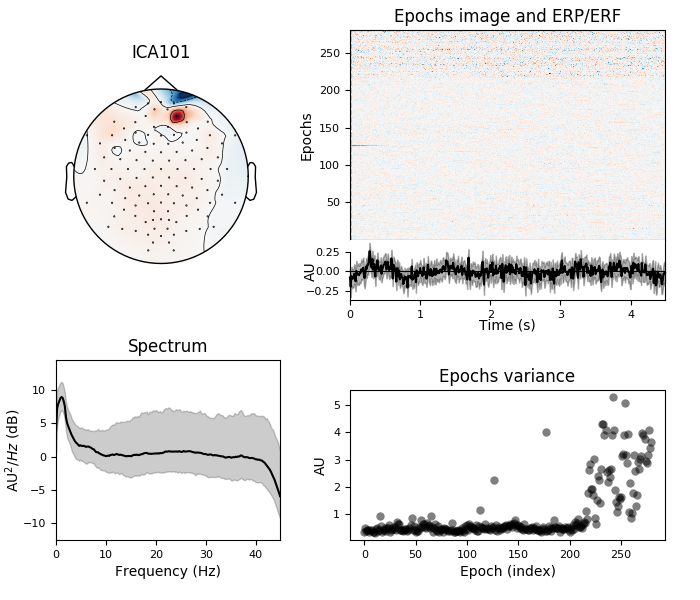 ICA101
Epochs image and ERP/ERF
Epochs
250
200
150
100
50
AU
0.25
0.00
−0.25
0
1
2
3
4
Time (s)
Spectrum
AU²/Hz (dB)
10
5
0
−5
−10
0
20
40
Frequency (Hz)
Epochs variance
AU
5
4
3
2
1
0
50
100
150
200
250
Epoch (index)